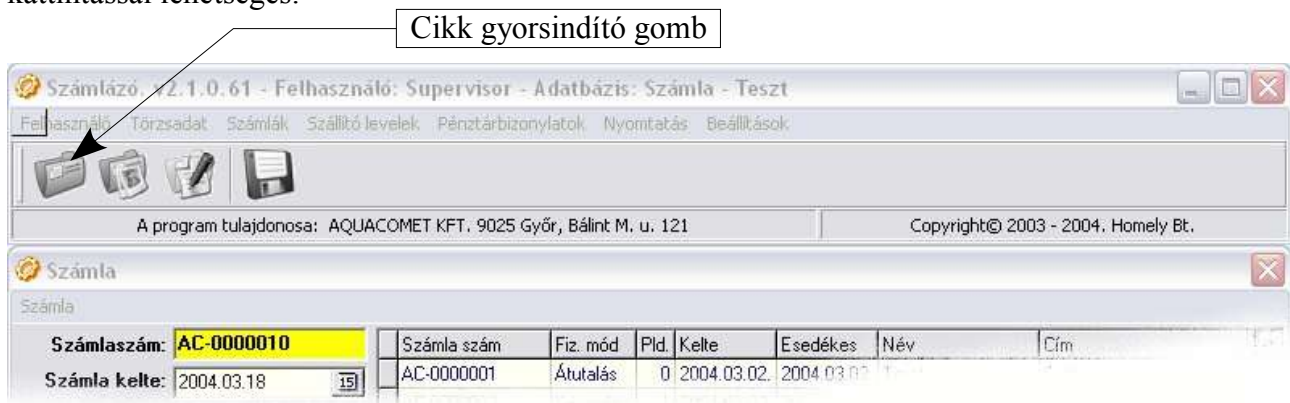 Cikk gyorsindító gomb
Számlázó. v2.1.0.61 - Felhasználó: Supervisor - Adatbázis: Számla - Teszt
Felhasználó Törzsadat Számlák Szállító levelek Pénztárbizonylatok Nyomtatás Beállítások
A program tulajdonosa: AQUACOMET KFT. 9025 Győr, Bálint M. u. 121 Copyright© 2003 - 2004. Homely Bt.
Számla
Számla
Számlaszám: AC-0000010 Számla szám Fiz. mód Pld. Kelte Esedékes Név Cím
Számla kelte: 2004.03.18 15 AC-0000001 Átutalás 0 2004.03.02. 2004.03.02